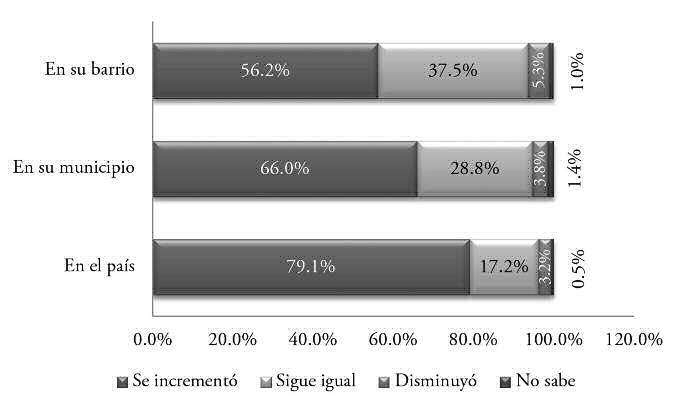 En su barrio 56.2% 37.5% 5.3% 1.0%
En su municipio 66.0% 28.8% 3.8% 1.4%
En el país 79.1% 17.2% 3.2% 0.5%
0.0% 20.0% 40.0% 60.0% 80.0% 100.0% 120.0%
Se incrementó Sigue igual Disminuyó No sabe